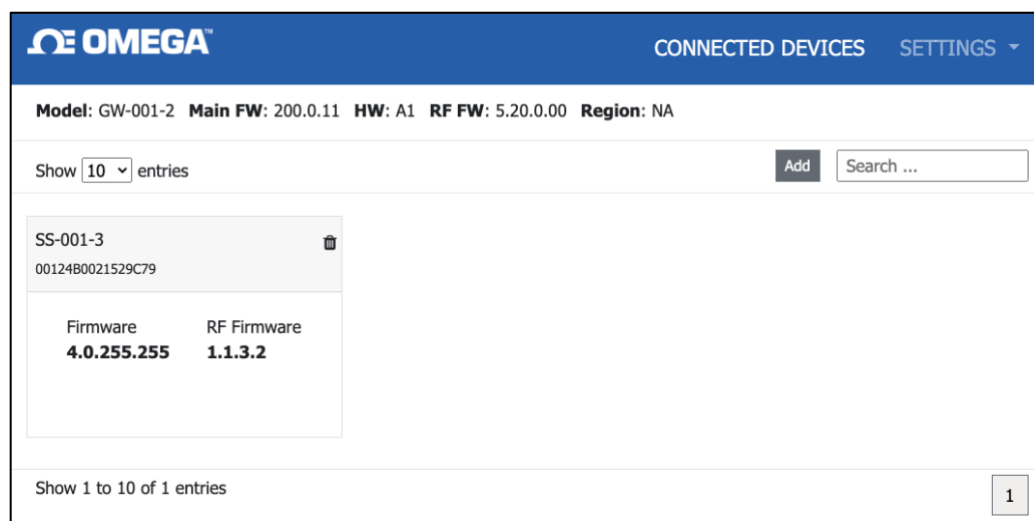 ΩE OMEGA™
CONNECTED DEVICES SETTINGS
Model: GW-001-2 Main FW: 200.0.11 HW: A1 RF FW: 5.20.0.00 Region: NA
Show 10 entries
Add Search ...
SS-001-3
00124B0021529C79
Firmware RF Firmware
4.0.255.255 1.1.3.2
Show 1 to 10 of 1 entries
1